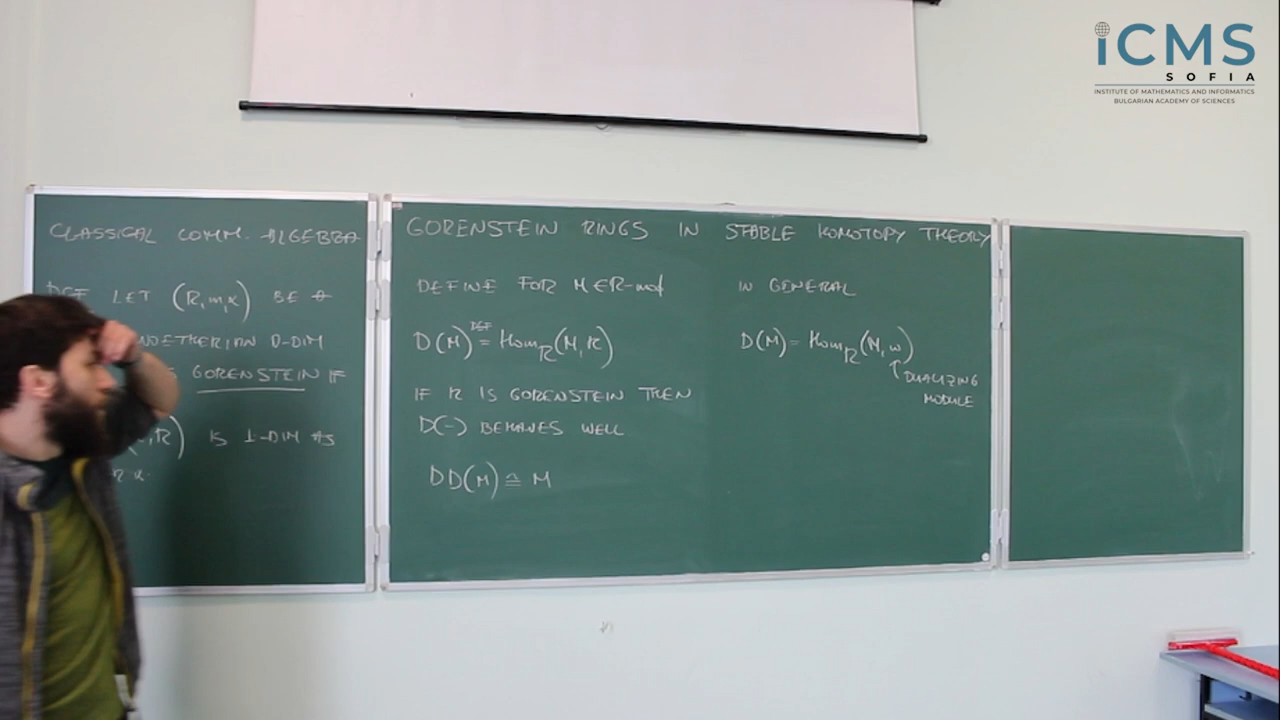 iCMS
SOFIA
INSTITUTE OF MATHEMATICS AND INFORMATICS
BULGARIAN ACADEMY OF SCIENCES
CLASSICAL COMM. ALGEBRA
DEF LET (R,m,k) BE A
NOETHERIAN 0-DIM
GORENSTEIN IF
,R) IS 1-DIM AS
GORENSTEIN RINGS IN STABLE HOMOTOPY THEORY
DEFINE FOR M ∈ R-mod
D(M) DEF= Hom_R(M,R)
IF R IS GORENSTEIN THEN
D(-) BEHAVES WELL
DD(M) ≅ M
IN GENERAL
D(M) = Hom_R(M,ω)
↑ DUALIZING
MODULE